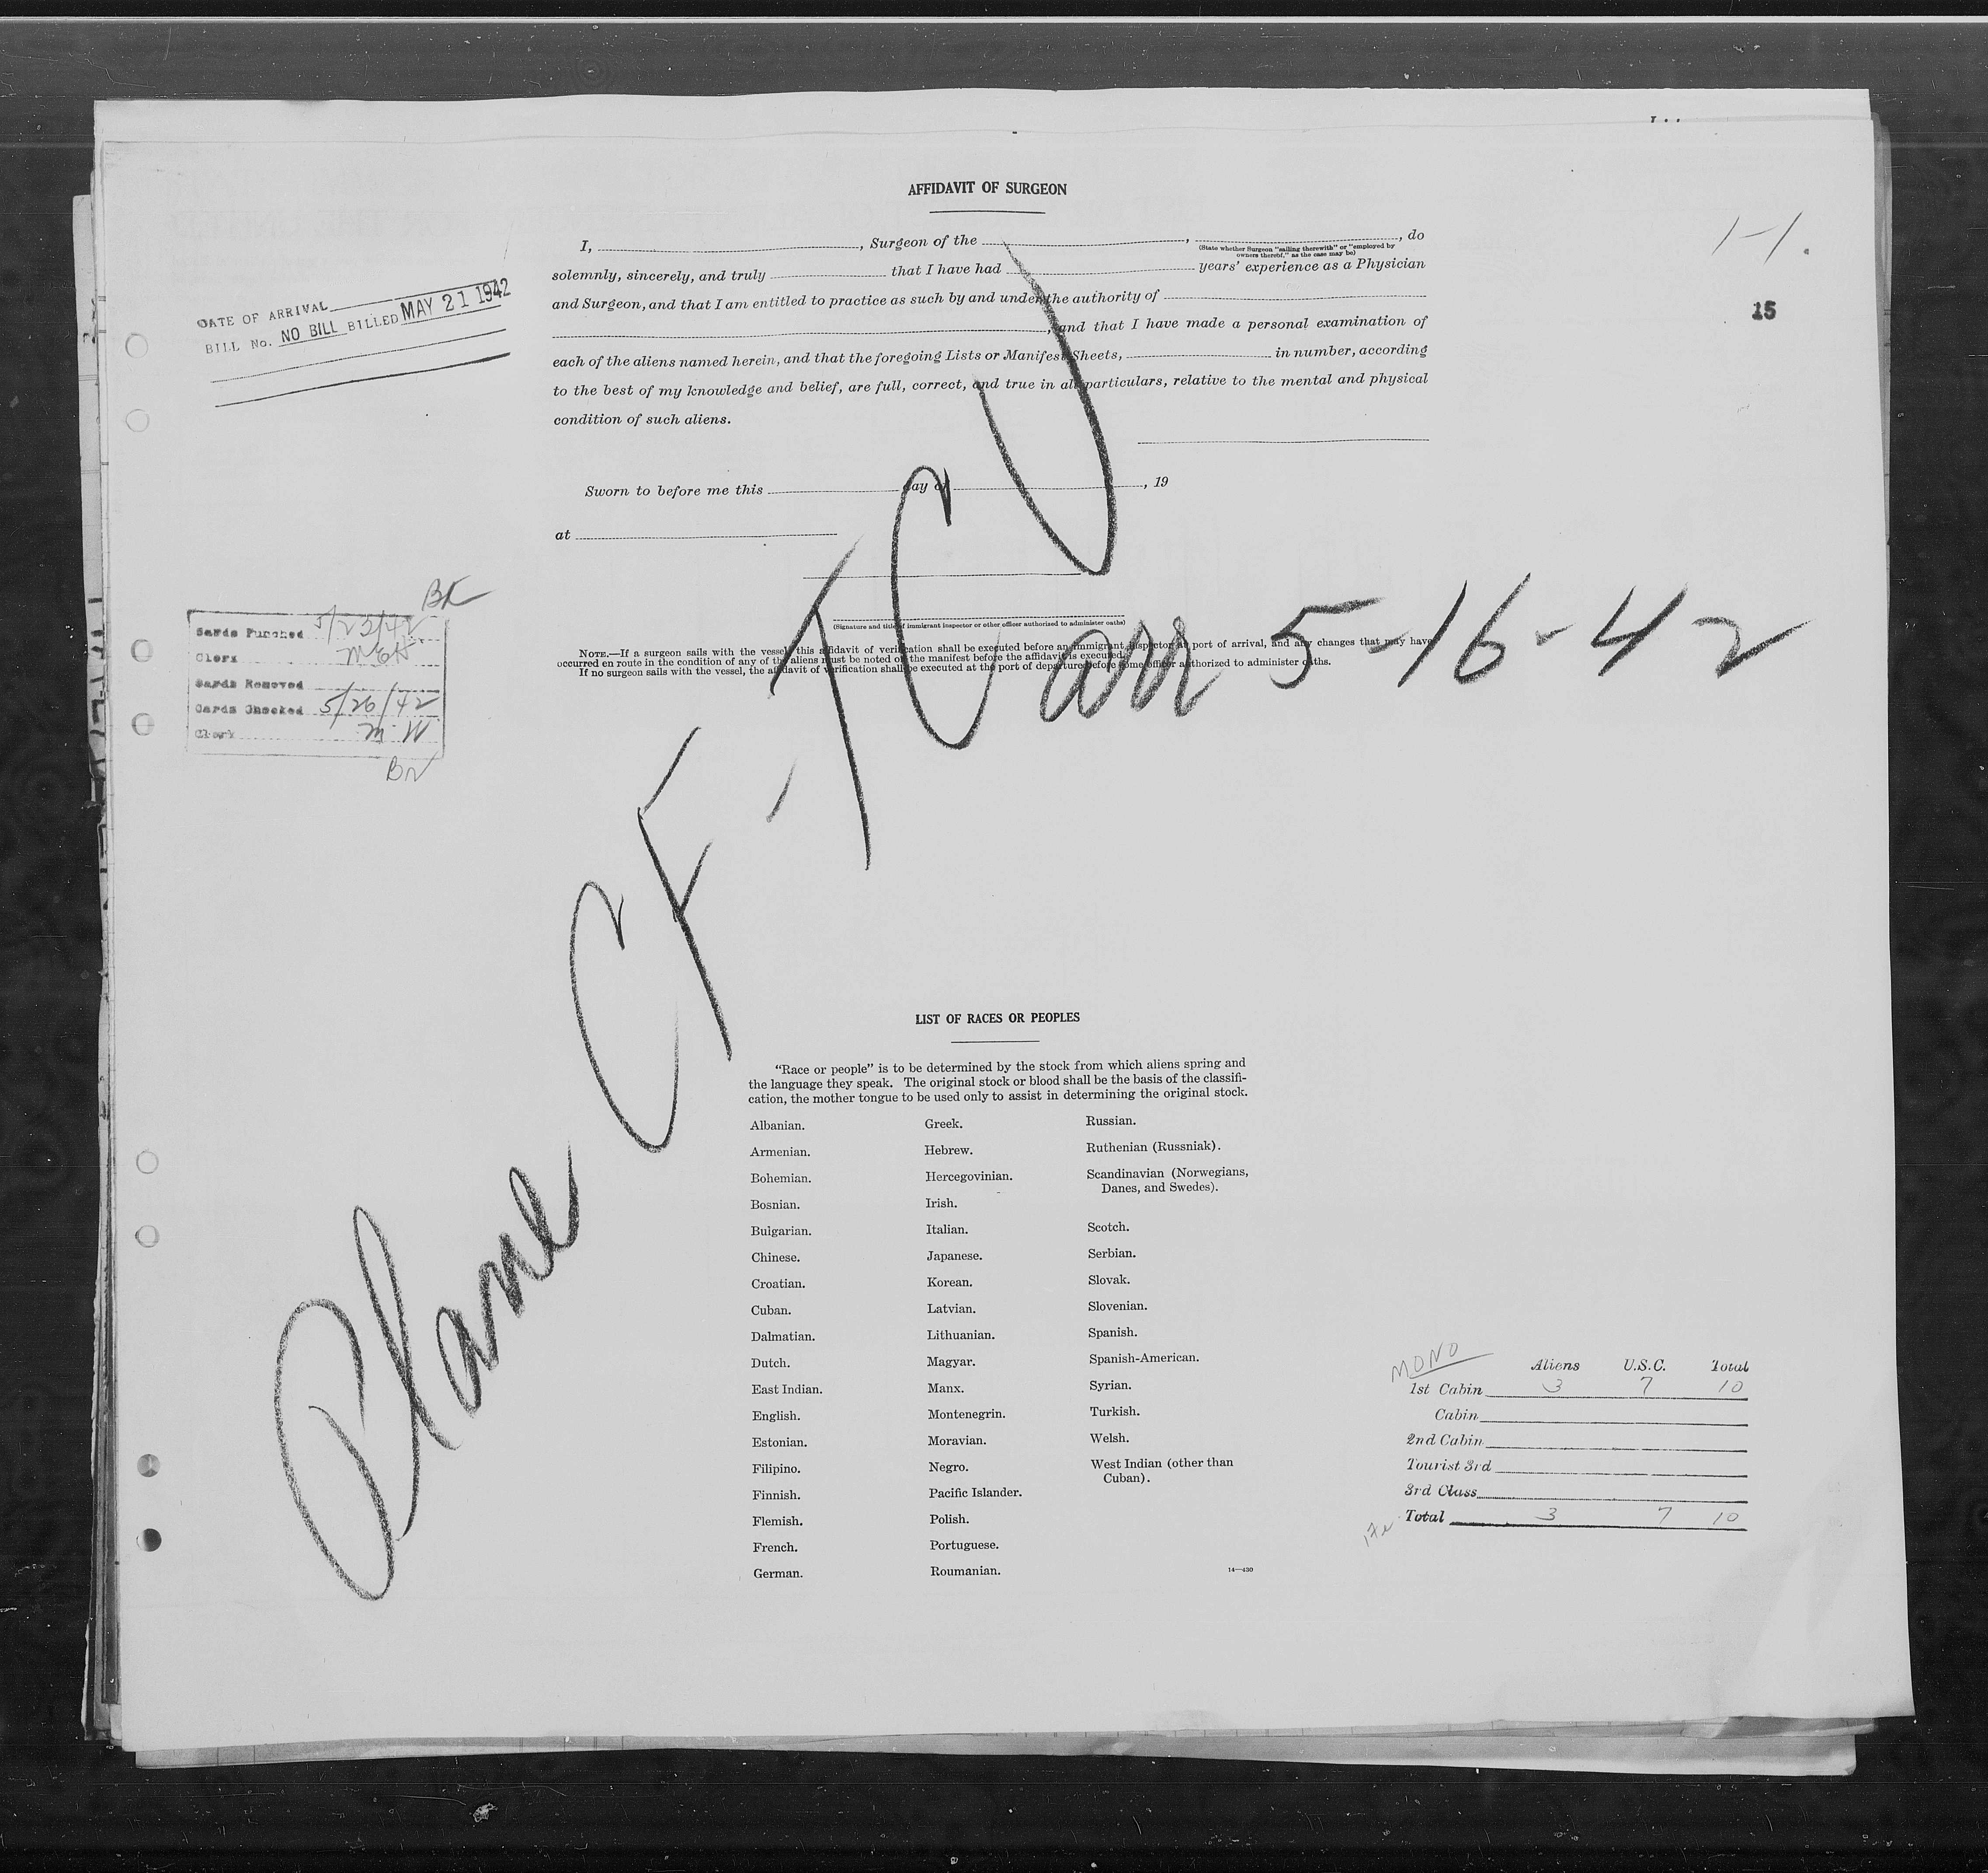 AFFIDAVIT OF SURGEON
I, , Surgeon of the , , do
(State whether Surgeon "sailing therewith" or "employed by
owners thereof," as the case may be)
solemnly, sincerely, and truly that I have had years' experience as a Physician
and Surgeon, and that I am entitled to practice as such by and under the authority of
, and that I have made a personal examination of
each of the aliens named herein, and that the foregoing Lists or Manifest Sheets, in number, according
to the best of my knowledge and belief, are full, correct, and true in all particulars, relative to the mental and physical
condition of such aliens.
Sworn to before me this day of , 19
at
(Signature and title of immigrant inspector or other officer authorized to administer oaths)
NOTE.—If a surgeon sails with the vessel, this affidavit of verification shall be executed before an immigrant inspector at port of arrival, and any changes that may have
occurred en route in the condition of any of the aliens must be noted on the manifest before the affidavit is executed.
If no surgeon sails with the vessel, the affidavit of verification shall be executed at the port of departure before some officer authorized to administer oaths.
1-1.
15
DATE OF ARRIVAL
BILL No. NO BILL BILLED MAY 21 1942
Cards Punched 5/23/42
Clerk MEH
Cards Removed
Cards Checked 5/26/42
Clerk M W
Plane CF-TCU arr 5-16-42
LIST OF RACES OR PEOPLES
"Race or people" is to be determined by the stock from which aliens spring and
the language they speak. The original stock or blood shall be the basis of the classifi-
cation, the mother tongue to be used only to assist in determining the original stock.
Albanian.
Armenian.
Bohemian.
Bosnian.
Bulgarian.
Chinese.
Croatian.
Cuban.
Dalmatian.
Dutch.
East Indian.
English.
Estonian.
Filipino.
Finnish.
Flemish.
French.
German.
Greek.
Hebrew.
Hercegovinian.
Irish.
Italian.
Japanese.
Korean.
Latvian.
Lithuanian.
Magyar.
Manx.
Montenegrin.
Moravian.
Negro.
Pacific Islander.
Polish.
Portuguese.
Roumanian.
Russian.
Ruthenian (Russniak).
Scandinavian (Norwegians,
Danes, and Swedes).
Scotch.
Serbian.
Slovak.
Slovenian.
Spanish.
Spanish-American.
Syrian.
Turkish.
Welsh.
West Indian (other than
Cuban).
14—430
MONO
Aliens U.S.C. Total
1st Cabin 3 7 10
Cabin
2nd Cabin
Tourist 3rd
3rd Class
Total 3 7 10